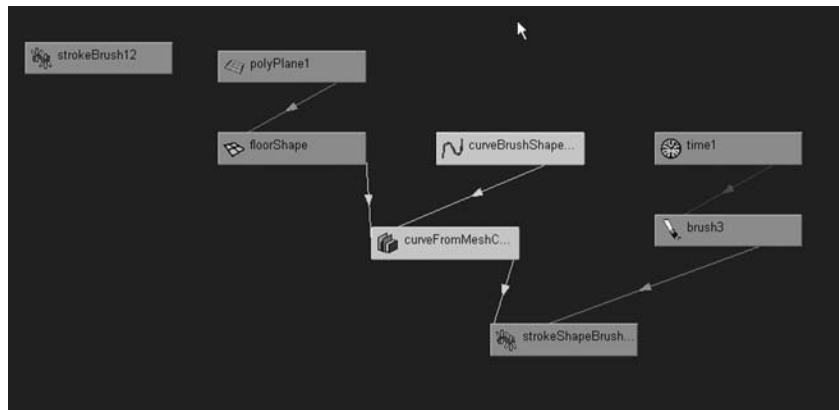 strokeBrush12
polyPlane1
floorShape
curveBrushShape...
time1
brush3
curveFromMeshC...
strokeShapeBrush...